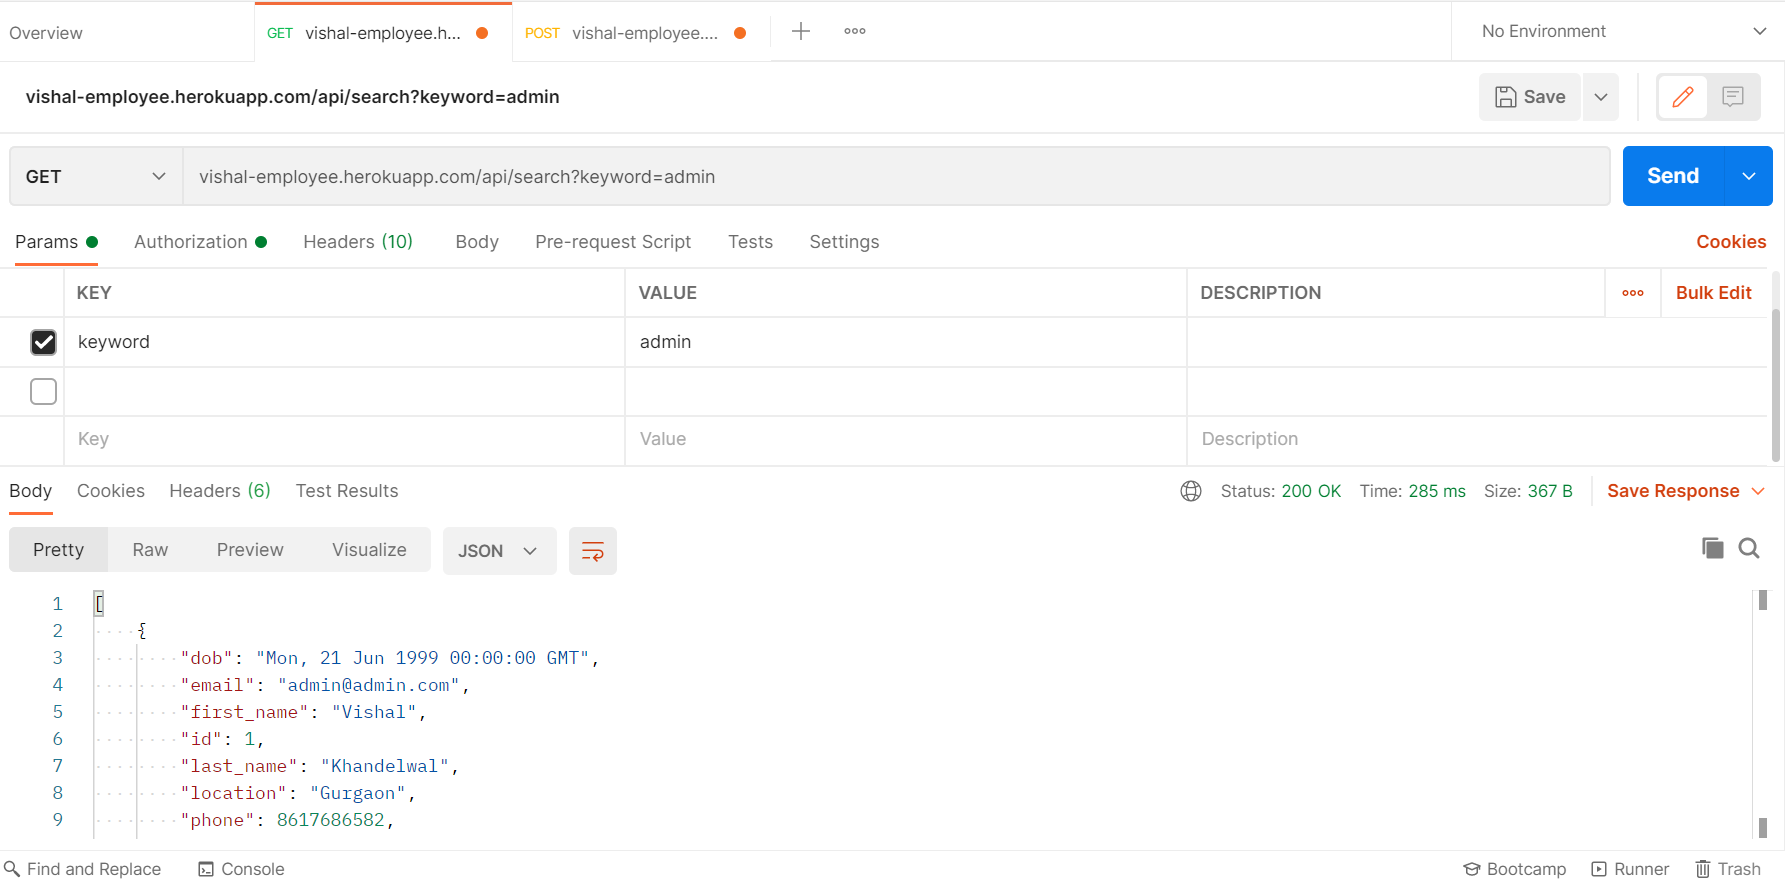 Overview
GET vishal-employee.h...
POST vishal-employee....
No Environment
vishal-employee.herokuapp.com/api/search?keyword=admin
Save
GET
vishal-employee.herokuapp.com/api/search?keyword=admin
Send
Params Authorization Headers (10) Body Pre-request Script Tests Settings Cookies
KEY VALUE DESCRIPTION Bulk Edit
keyword admin
Key Value Description
Body Cookies Headers (6) Test Results Status: 200 OK Time: 285 ms Size: 367 B Save Response
Pretty Raw Preview Visualize JSON
1 [
2 {
3 "dob": "Mon, 21 Jun 1999 00:00:00 GMT",
4 "email": "admin@admin.com",
5 "first_name": "Vishal",
6 "id": 1,
7 "last_name": "Khandelwal",
8 "location": "Gurgaon",
9 "phone": 8617686582,
Find and Replace Console Bootcamp Runner Trash